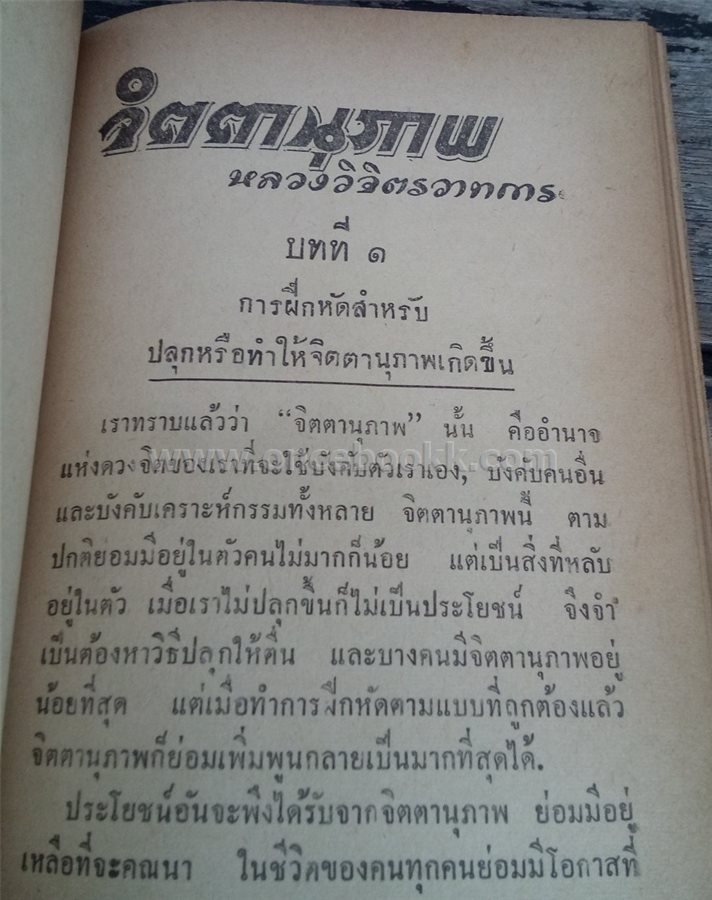 จิตตานุภาพ
หลวงวิจิตรวาทการ
บทที่ ๑
การฝึกหัดสำหรับ
ปลุกหรือทำให้จิตตานุภาพเกิดขึ้น
เราทราบแล้วว่า “จิตตานุภาพ” นั้น คืออำนาจ
แห่งดวงจิตของเราที่จะใช้บังคับตัวเราเอง, บังคับคนอื่น
และบังคับเคราะห์กรรมทั้งหลาย จิตตานุภาพนี้ ตาม
ปกติย่อมมีอยู่ในตัวคนไม่มากก็น้อย แต่เป็นสิ่งที่หลับ
อยู่ในตัว เมื่อเราไม่ปลุกขึ้นก็ไม่เป็นประโยชน์ จึงจำ
เป็นต้องหาวิธีปลุกให้ตื่น และบางคนมีจิตตานุภาพอยู่
น้อยที่สุด แต่เมื่อทำการฝึกหัดตามแบบที่ถูกต้องแล้ว
จิตตานุภาพก็ย่อมเพิ่มพูนกลายเป็นมากที่สุดได้.
ประโยชน์อันจะพึงได้รับจากจิตตานุภาพ ย่อมมีอยู่
เหลือที่จะคณนา ในชีวิตของคนทุกคนย่อมมีโอกาสที่